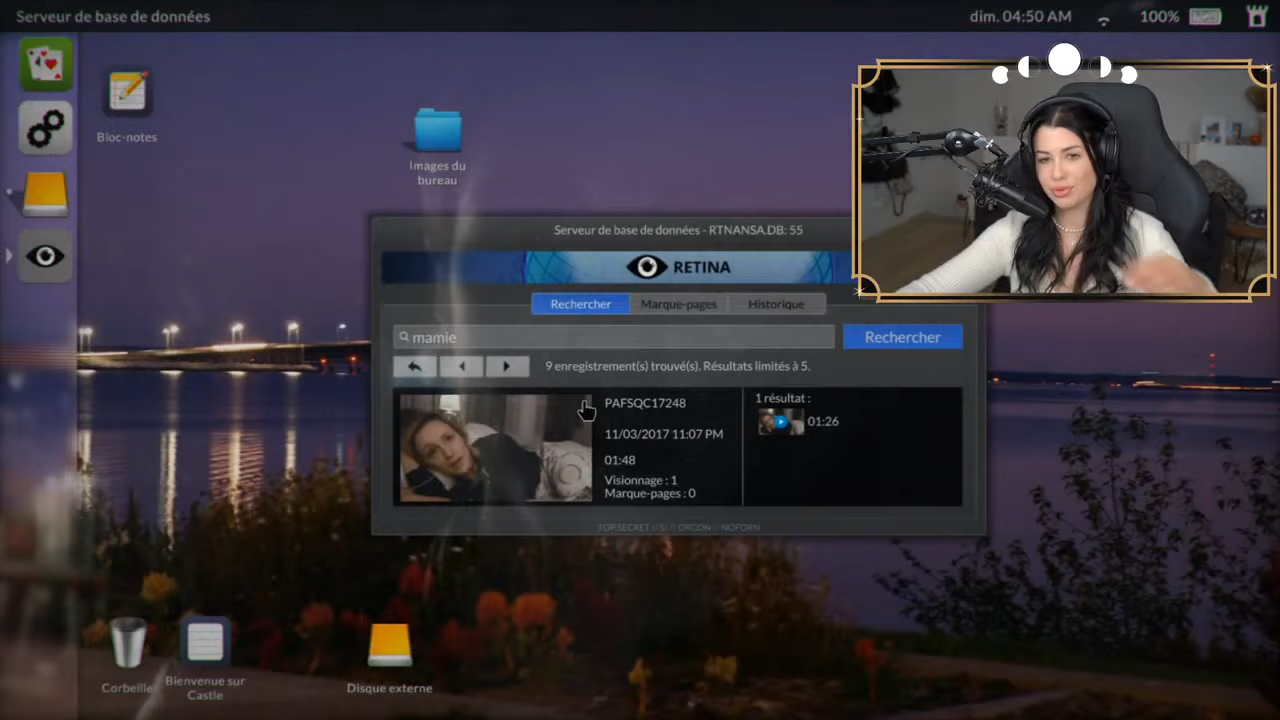 Serveur de base de données
dim. 04:50 AM
100%
Bloc-notes
Images du
bureau
Serveur de base de données - RTNANSA.DB: 55
RETINA
Rechercher
Marque-pages
Historique
mamie
Rechercher
9 enregistrement(s) trouvé(s). Résultats limités à 5.
PAFSQC17248
11/03/2017 11:07 PM
01:48
Visionnage : 1
Marque-pages : 0
1 résultat :
01:26
TOP SECRET // SI // ORCON // NOFORN
Corbeille
Bienvenue sur
Castle
Disque externe